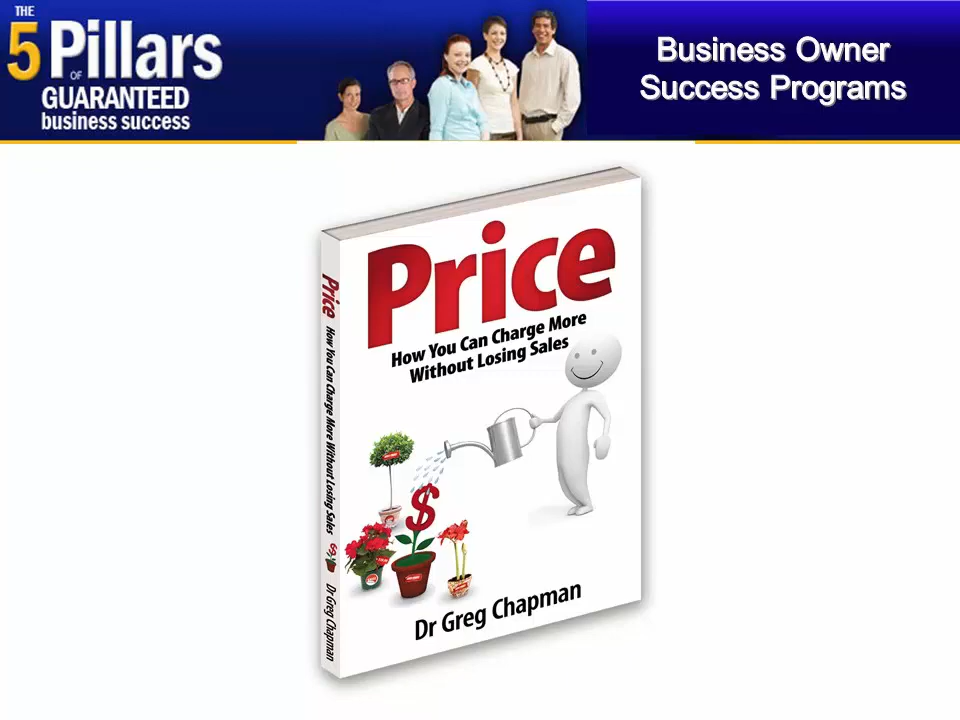 THE
5 Pillars
OF
GUARANTEED
business success
Business Owner
Success Programs
Price
How You Can Charge More
Without Losing Sales
$
Dr Greg Chapman
Price How You Can Charge More Without Losing Sales Dr Greg Chapman